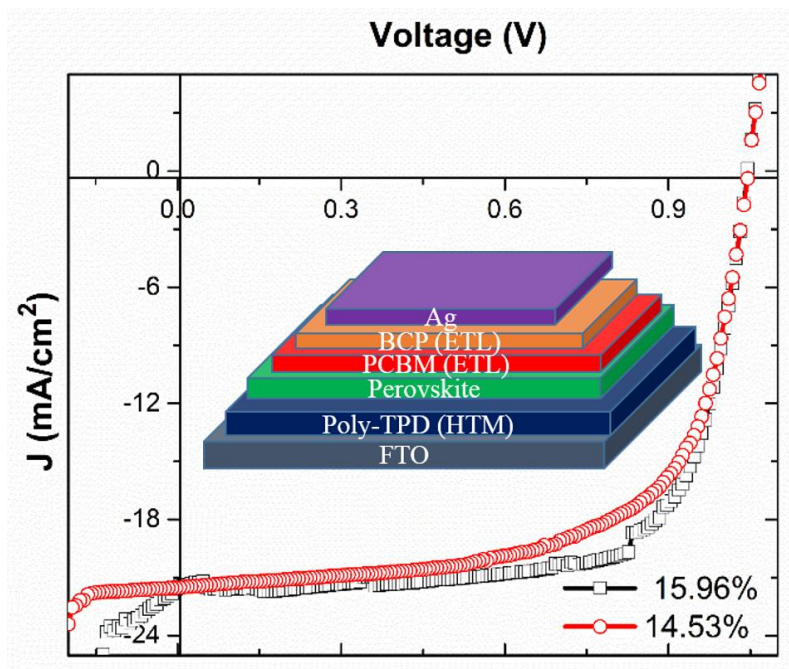 Voltage (V)
0
0.0 0.3 0.6 0.9
-6
-12
-18
-24
J (mA/cm²)
Ag
BCP (ETL)
PCBM (ETL)
Perovskite
Poly-TPD (HTM)
FTO
15.96%
14.53%